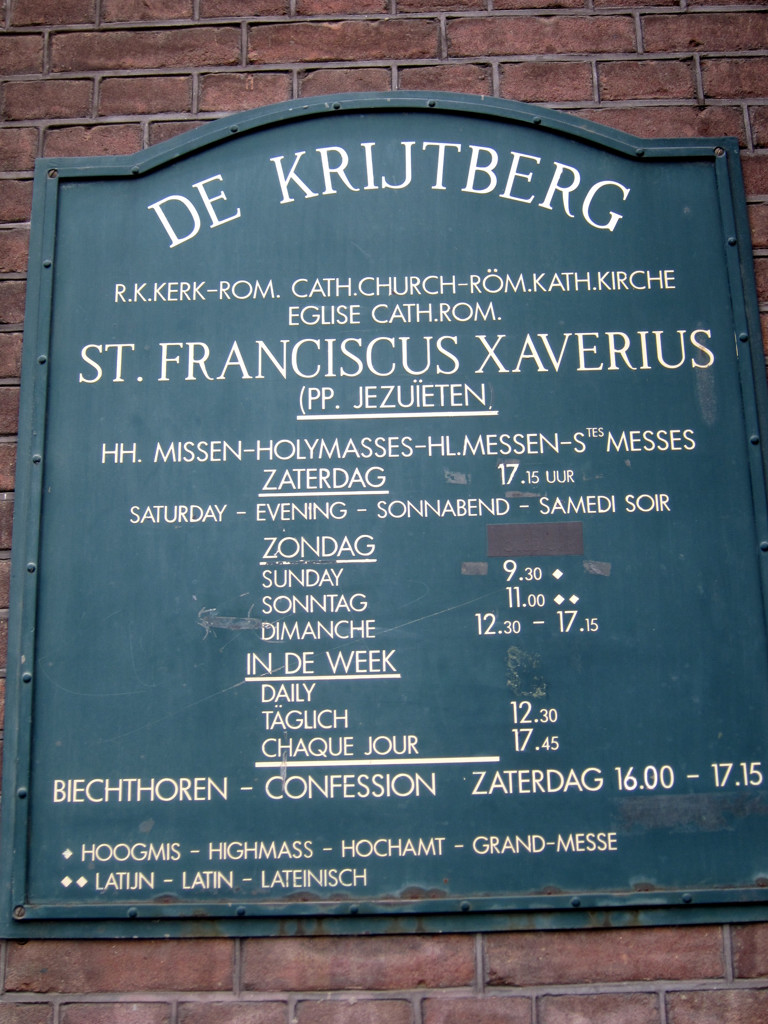 DE KRIJTBERG
R.K.KERK-ROM. CATH.CHURCH-RÖM.KATH.KIRCHE
EGLISE CATH.ROM.
ST. FRANCISCUS XAVERIUS
(PP. JEZUÏETEN)
HH. MISSEN-HOLYMASSES-HL.MESSEN-STES MESSES
ZATERDAG 17.15 UUR
SATURDAY - EVENING - SONNABEND - SAMEDI SOIR
ZONDAG
SUNDAY 9.30 ◆
SONNTAG 11.00 ◆◆
DIMANCHE 12.30 - 17.15
IN DE WEEK
DAILY
TÄGLICH 12.30
CHAQUE JOUR 17.45
BIECHTHOREN - CONFESSION ZATERDAG 16.00 - 17.15
◆ HOOGMIS - HIGHMASS - HOCHAMT - GRAND-MESSE
◆◆ LATIJN - LATIN - LATEINISCH